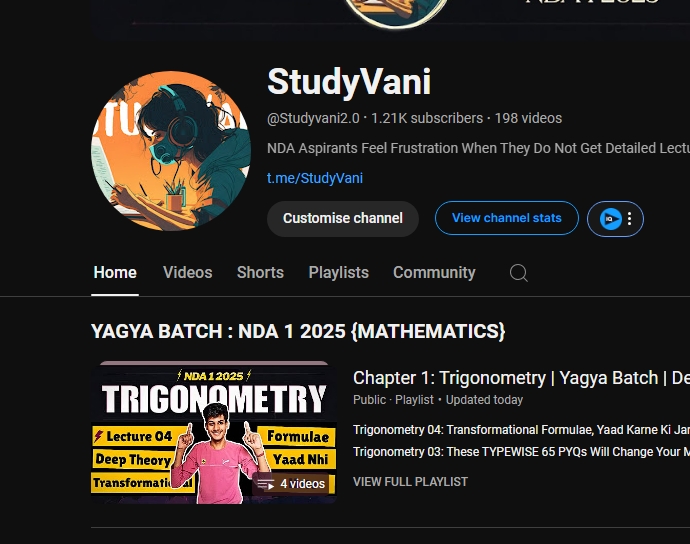 NDA 1 2025
STU
StudyVani
@Studyvani2.0 · 1.21K subscribers · 198 videos
NDA Aspirants Feel Frustration When They Do Not Get Detailed Lectu
t.me/StudyVani
Customise channel
View channel stats
IQ
Home
Videos
Shorts
Playlists
Community
YAGYA BATCH : NDA 1 2025 {MATHEMATICS}
NDA 1 2025
TRIGONOMETRY
Lecture 04
Formulae
Deep Theory
Yaad Nhi
Transformational
4 videos
Chapter 1: Trigonometry | Yagya Batch | De
Public · Playlist · Updated today
Trigonometry 04: Transformational Formulae, Yaad Karne Ki Jar
Trigonometry 03: These TYPEWISE 65 PYQs Will Change Your M
VIEW FULL PLAYLIST